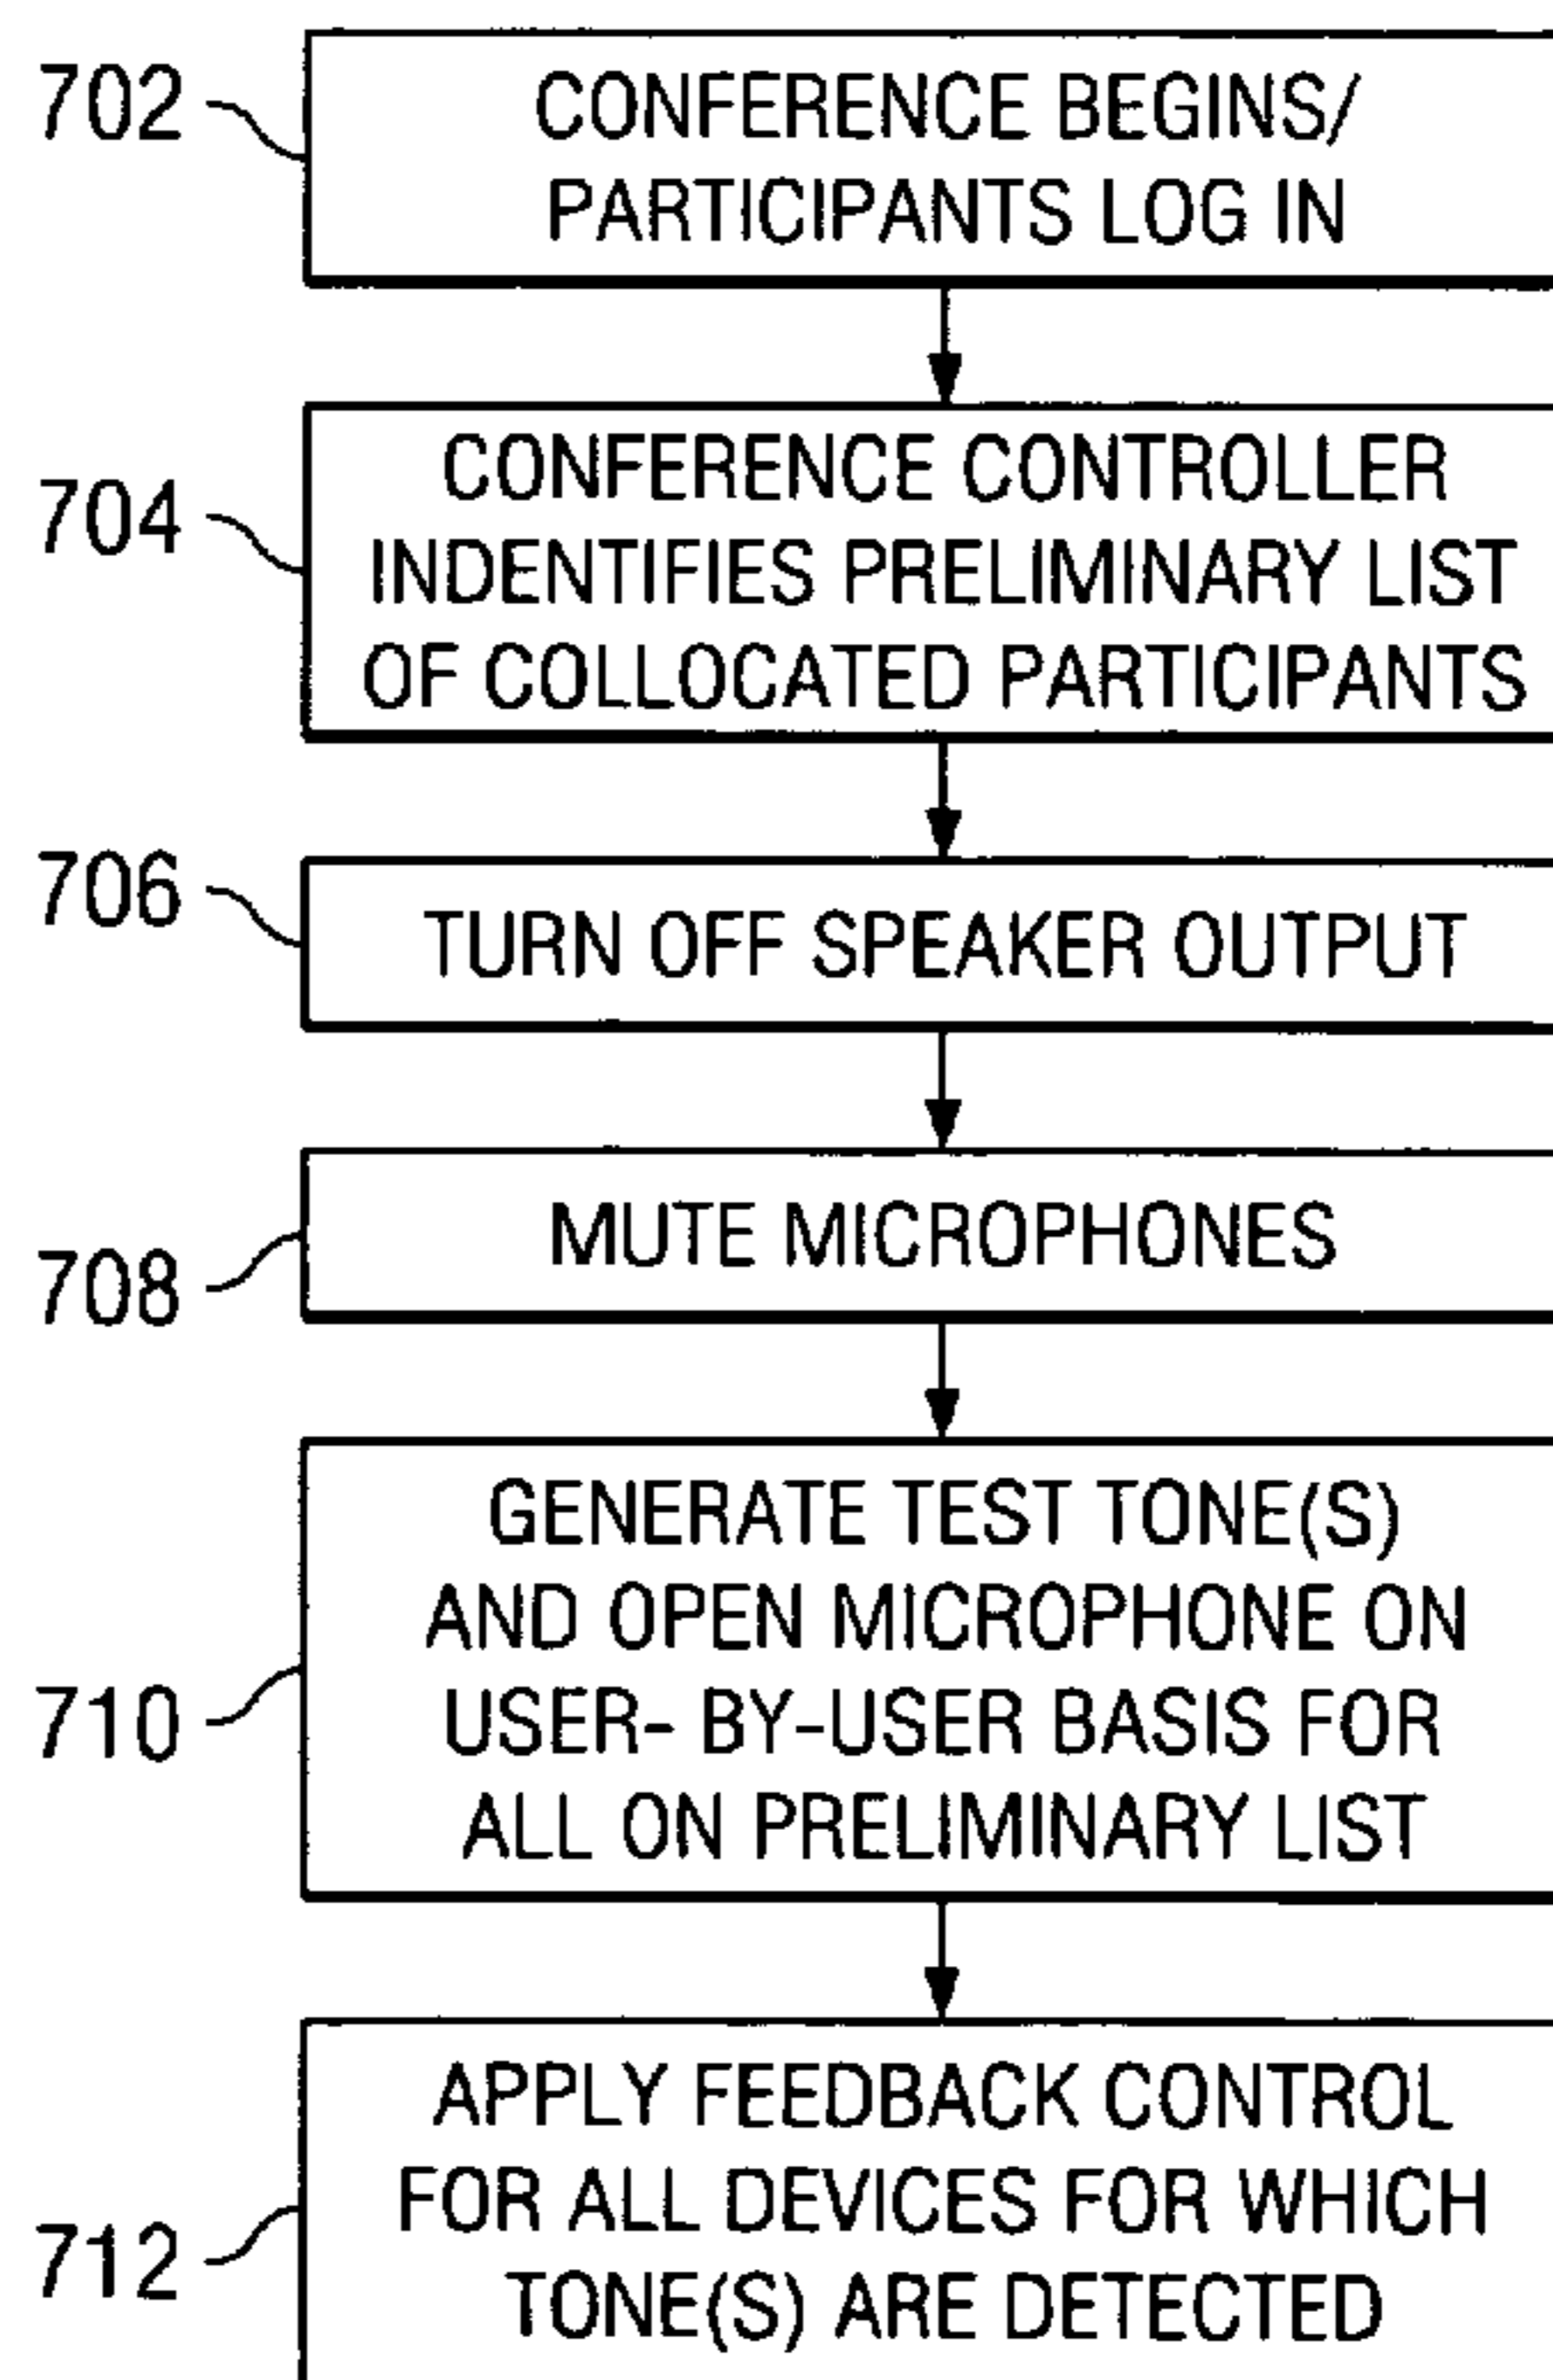 702
CONFERENCE BEGINS/
PARTICIPANTS LOG IN
704
CONFERENCE CONTROLLER
INDENTIFIES PRELIMINARY LIST
OF COLLOCATED PARTICIPANTS
706
TURN OFF SPEAKER OUTPUT
708
MUTE MICROPHONES
710
GENERATE TEST TONE(S)
AND OPEN MICROPHONE ON
USER- BY-USER BASIS FOR
ALL ON PRELIMINARY LIST
712
APPLY FEEDBACK CONTROL
FOR ALL DEVICES FOR WHICH
TONE(S) ARE DETECTED